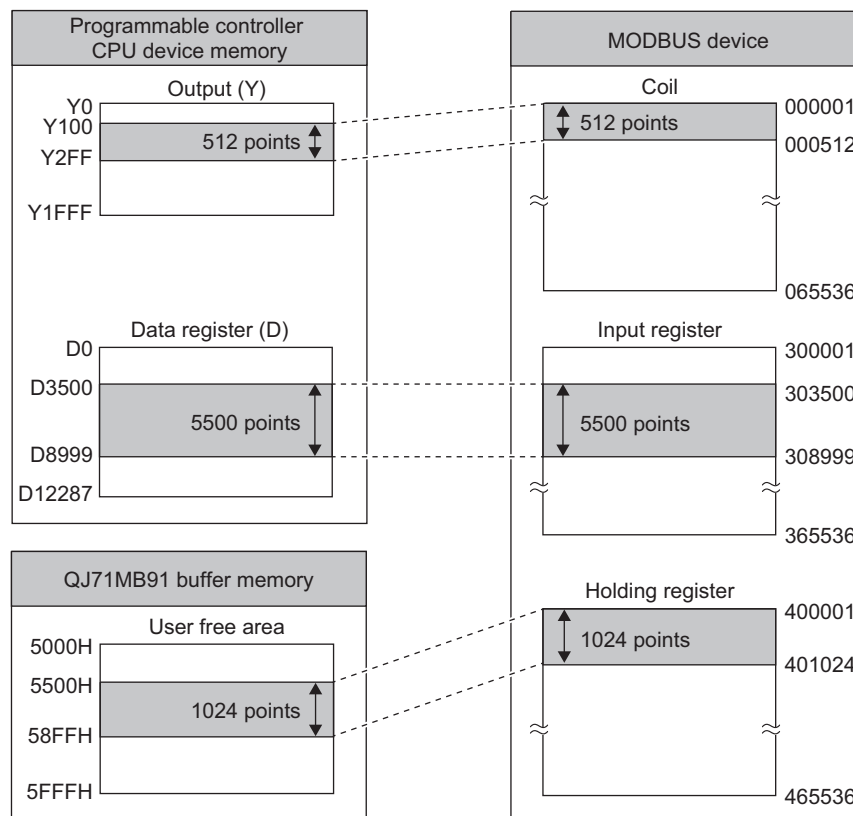 Programmable controller
CPU device memory
Output (Y)
Y0
Y100
512 points
Y2FF
Y1FFF
Data register (D)
D0
D3500
5500 points
D8999
D12287
QJ71MB91 buffer memory
User free area
5000H
5500H
1024 points
58FFH
5FFFH
MODBUS device
Coil
000001
512 points
000512
065536
Input register
300001
303500
5500 points
308999
365536
Holding register
400001
1024 points
401024
465536